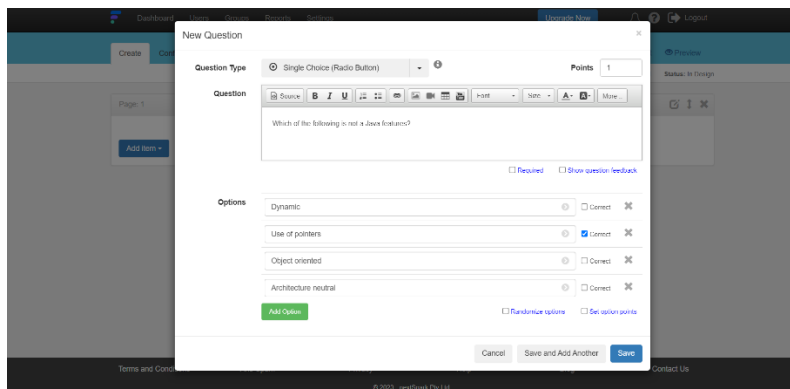 Dashboard Users Groups Reports Settings Upgrade Now Logout
New Question
Create
Preview
Question Type Single Choice (Radio Button) Points 1
Status: In Design
Question Source B I U Font Size A A More...
Page: 1
Which of the following is not a Java features?
Add item
Required Show question feedback
Options Dynamic Correct
Use of pointers Correct
Object oriented Correct
Architecture neutral Correct
Add Option Randomize options Set option points
Cancel Save and Add Another Save
Terms and Contact Us
© 2023